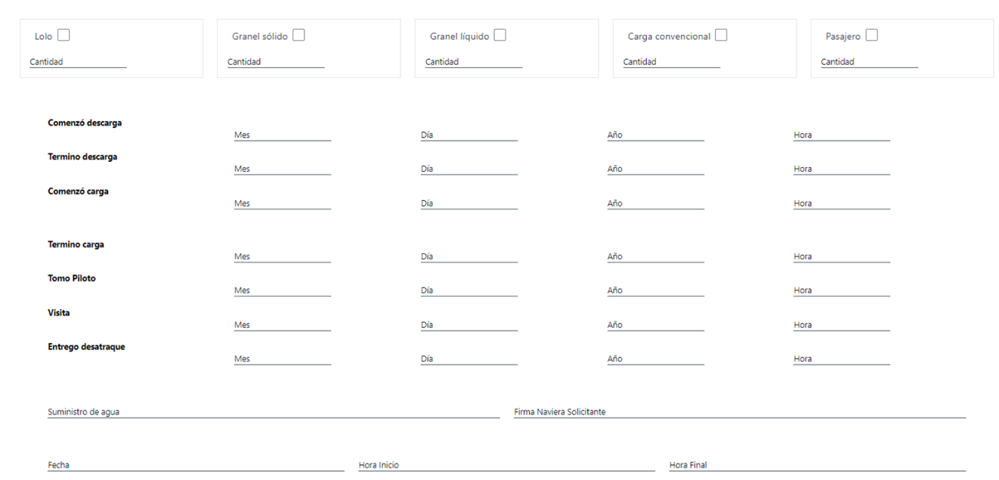 Lolo Granel sólido Granel líquido Carga convencional Pasajero
Cantidad Cantidad Cantidad Cantidad Cantidad
Comenzó descarga
Mes Día Año Hora
Termino descarga
Mes Día Año Hora
Comenzó carga
Mes Día Año Hora
Termino carga
Mes Día Año Hora
Tomo Piloto
Mes Día Año Hora
Visita
Mes Día Año Hora
Entrego desatraque
Mes Día Año Hora
Suministro de agua Firma Naviera Solicitante
Fecha Hora Inicio Hora Final